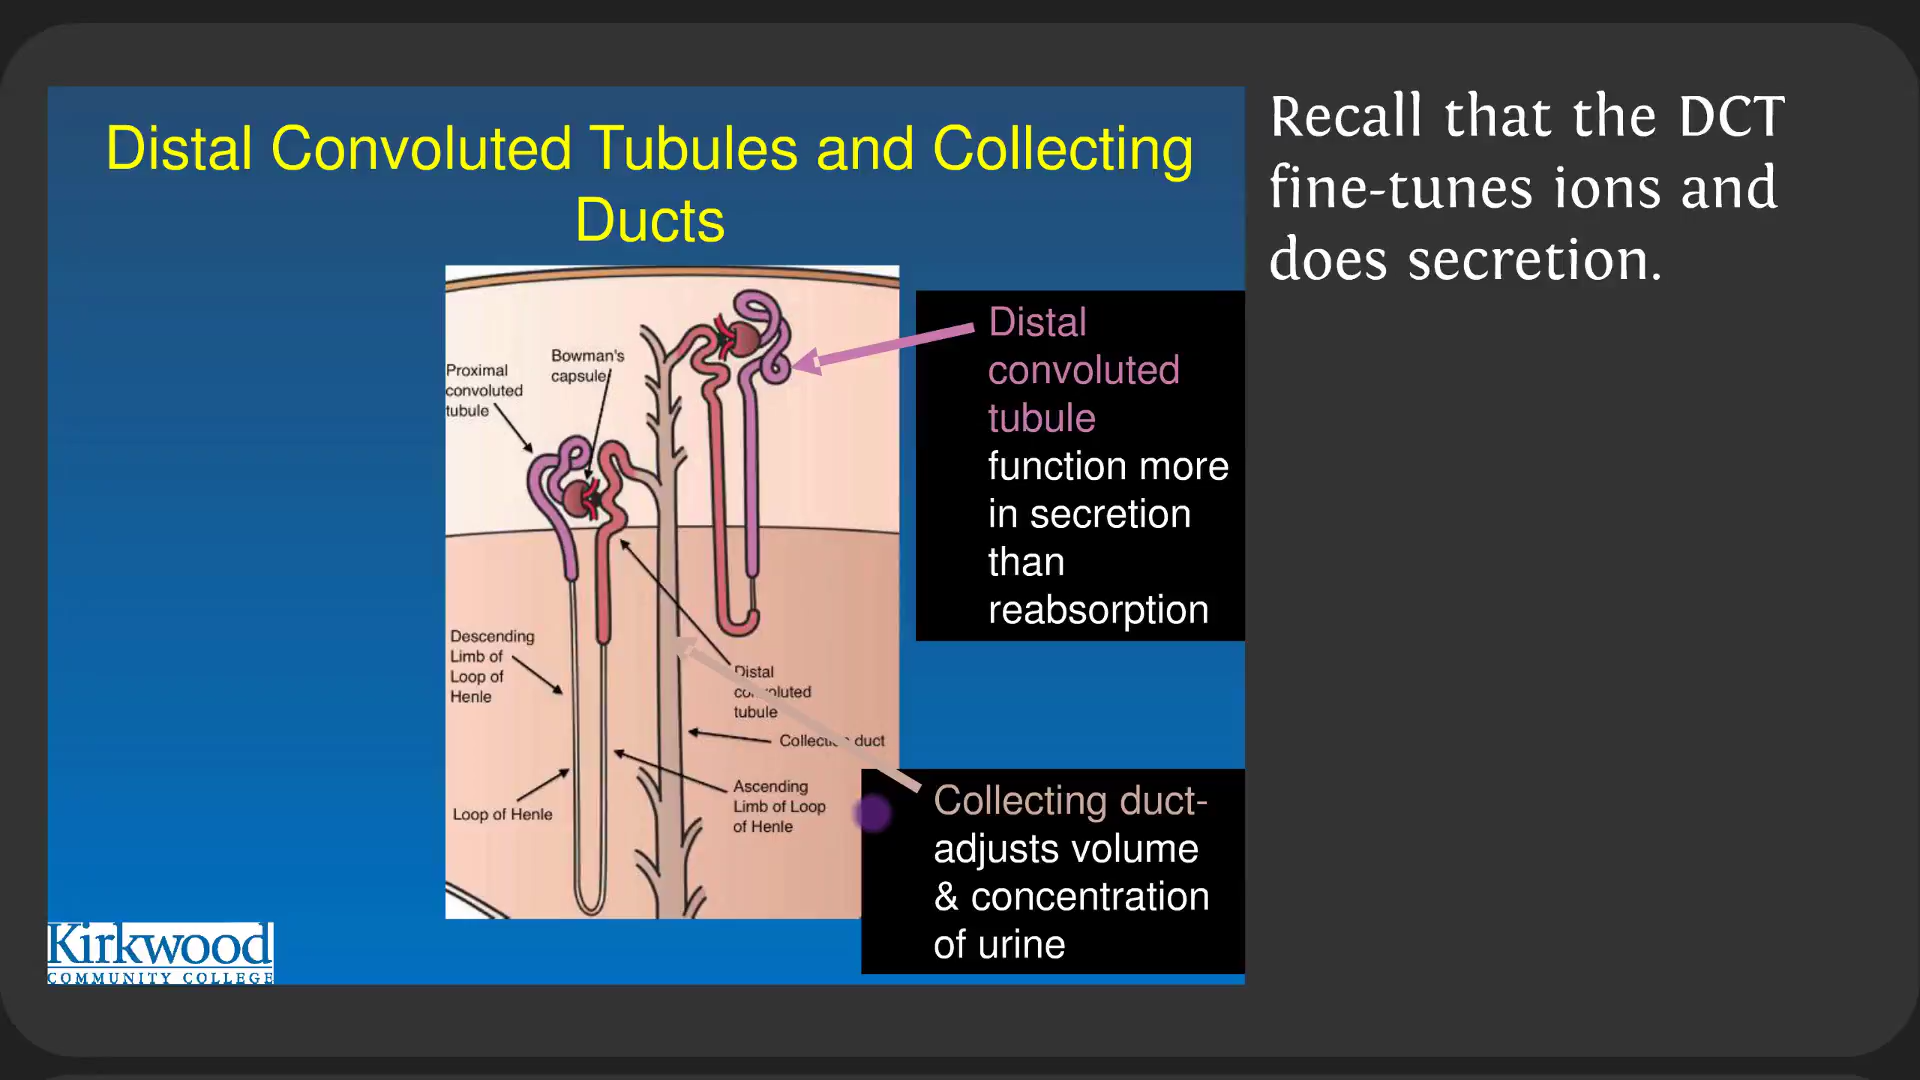 Distal Convoluted Tubules and Collecting
Ducts
Recall that the DCT
fine-tunes ions and
does secretion.
Proximal
convoluted
tubule
Bowman's
capsule
Distal
convoluted
tubule
function more
in secretion
than
reabsorption
Descending
Limb of
Loop of
Henle
Loop of Henle
Distal
convoluted
tubule
Collection duct
Ascending
Limb of Loop
of Henle
Collecting duct-
adjusts volume
& concentration
of urine
Kirkwood
COMMUNITY COLLEGE